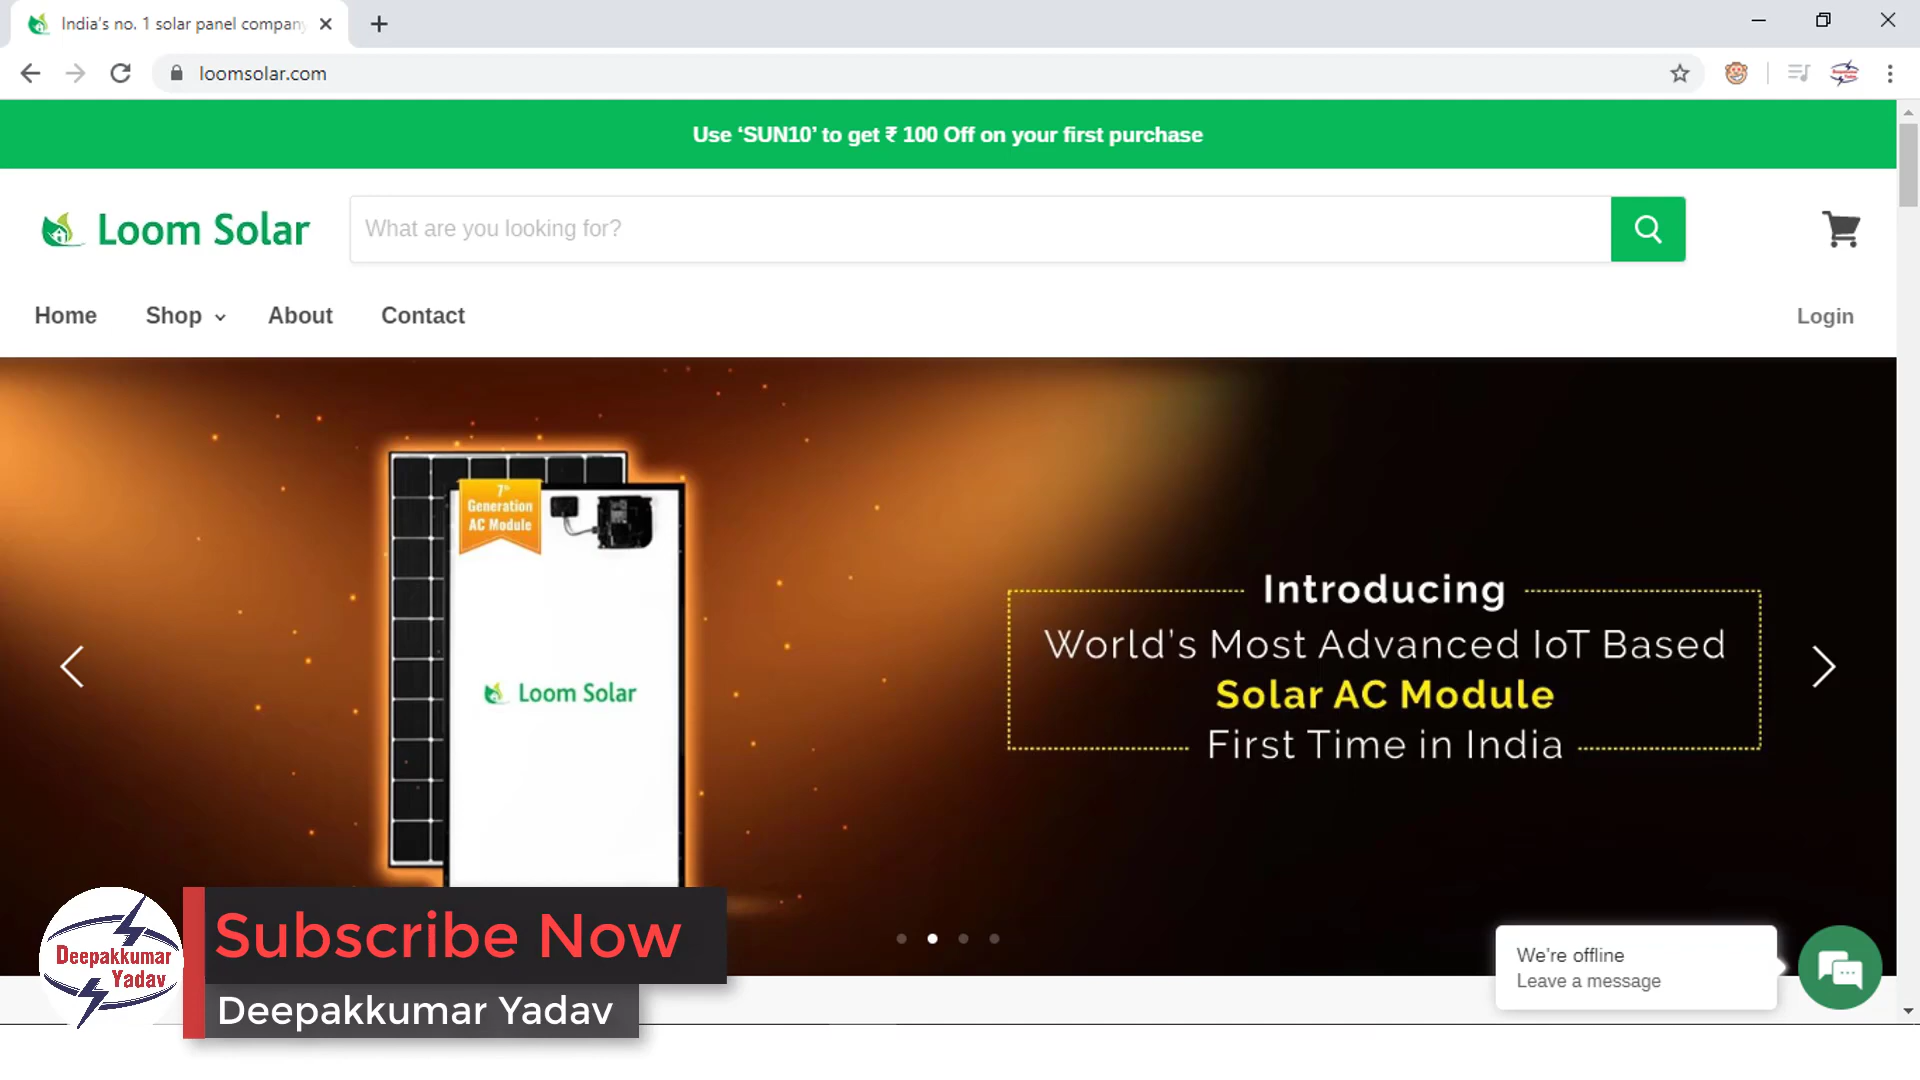 India's no. 1 solar panel company
loomsolar.com
Use ‘SUN10’ to get ₹ 100 Off on your first purchase
Loom Solar
What are you looking for?
Home
Shop
About
Contact
Login
7th
Generation
AC Module
Loom Solar
Introducing
World's Most Advanced IoT Based
Solar AC Module
First Time in India
We're offline
Leave a message
Deepakkumar
Yadav
Subscribe Now
Deepakkumar Yadav